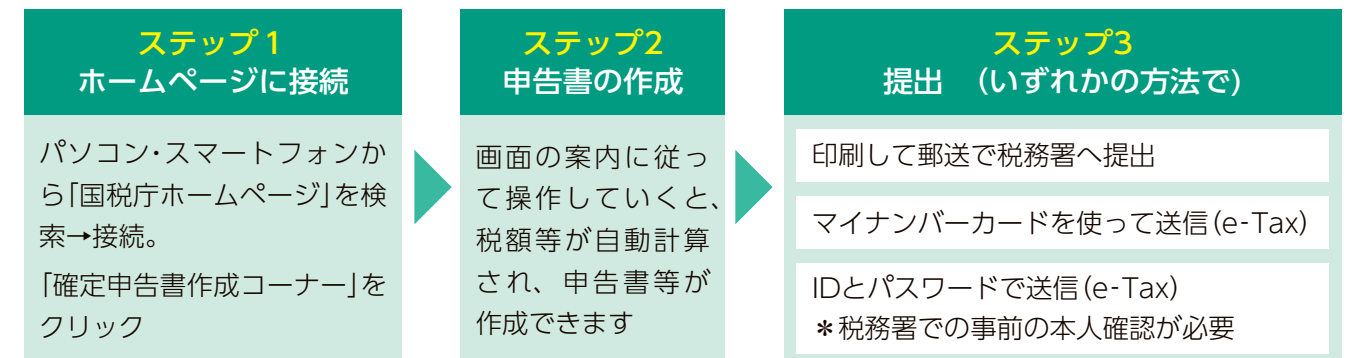 ステップ1
ホームページに接続
パソコン・スマートフォンか
ら「国税庁ホームページ」を検
索→接続。
「確定申告書作成コーナー」を
クリック
ステップ2
申告書の作成
画面の案内に従っ
て操作していくと、
税額等が自動計算
され、申告書等が
作成できます
ステップ3
提出　(いずれかの方法で)
印刷して郵送で税務署へ提出
マイナンバーカードを使って送信(e-Tax)
IDとパスワードで送信(e-Tax)
＊税務署での事前の本人確認が必要